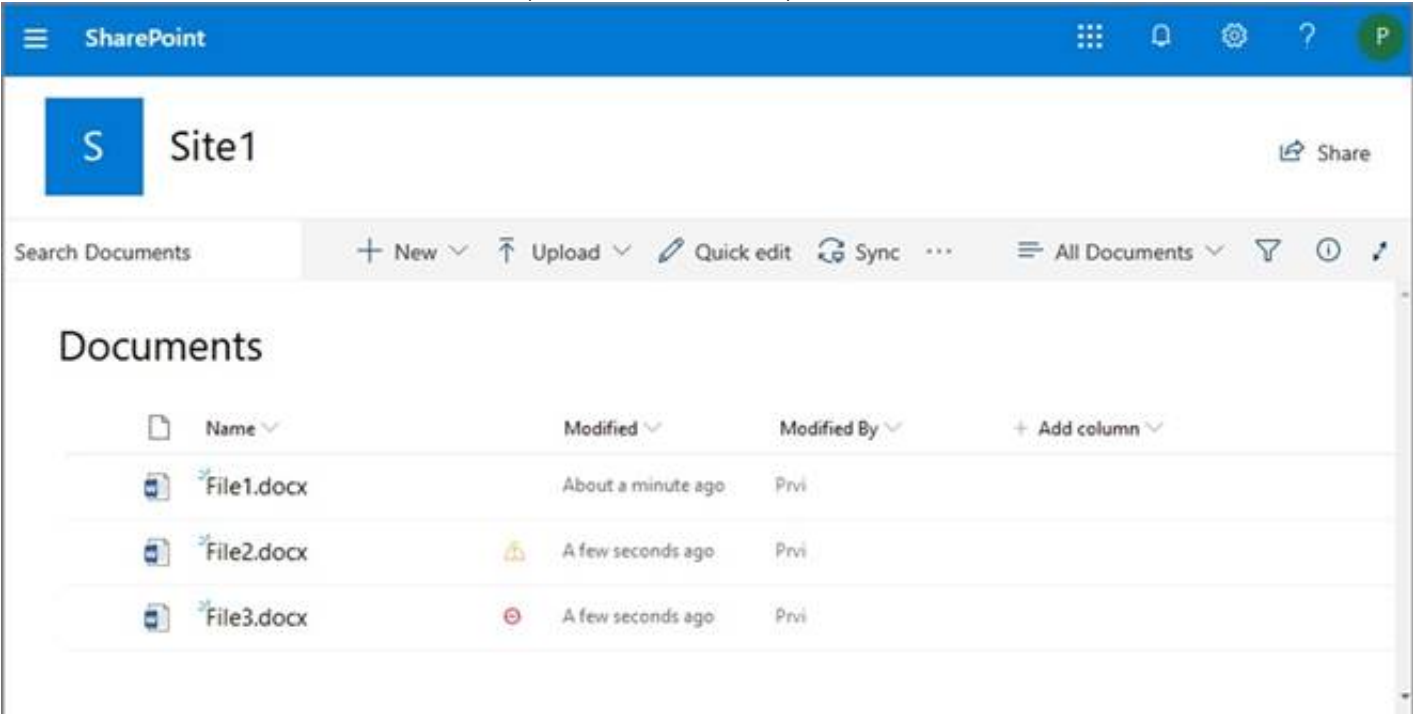 SharePoint ? P
S Site1 Share
Search Documents + New Upload Quick edit Sync ... All Documents
Documents
Name Modified Modified By + Add column
File1.docx About a minute ago Prvi
File2.docx A few seconds ago Prvi
File3.docx A few seconds ago Prvi